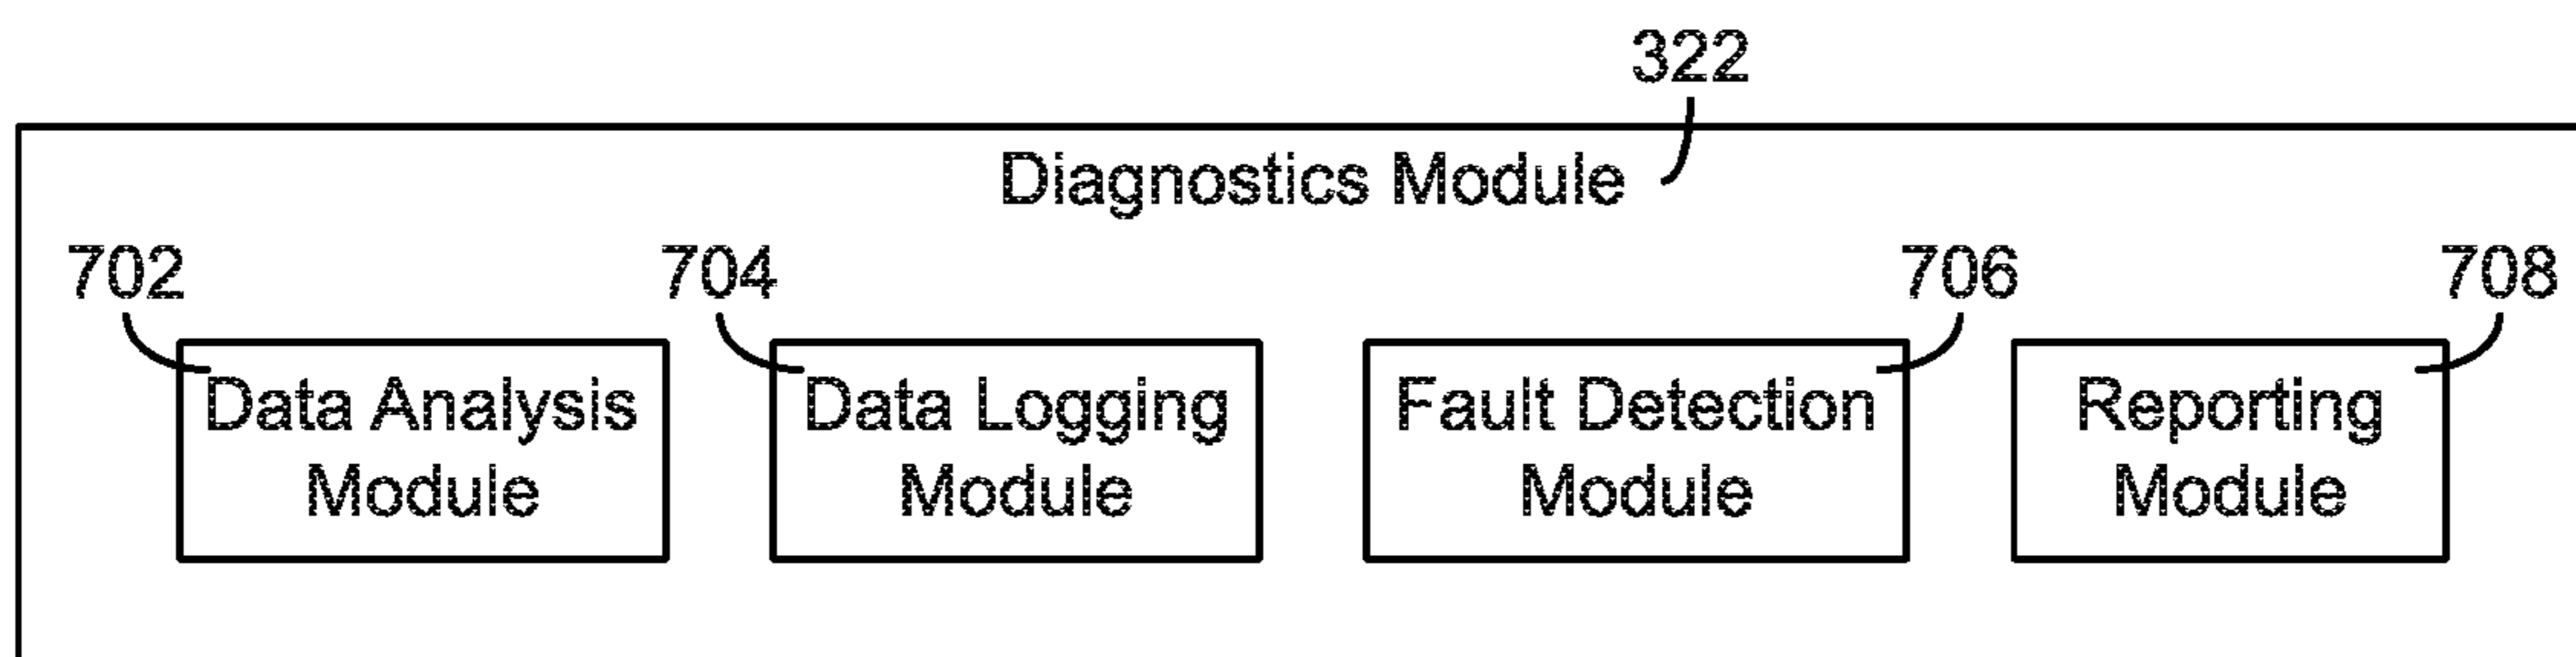 322
Diagnostics Module
702
704
706
708
Data Analysis
Module
Data Logging
Module
Fault Detection
Module
Reporting
Module